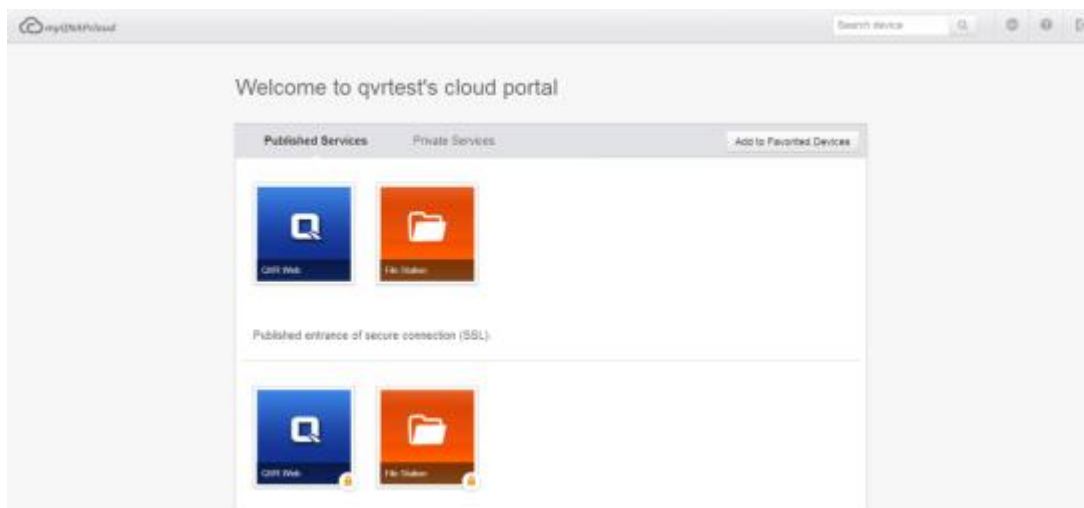 myQNAPcloud
Search device
Welcome to qvrtest's cloud portal
Published Services
Private Services
Add to Favorited Devices
QVR Web
File Station
Published entrance of secure connection (SSL).
QVR Web
File Station